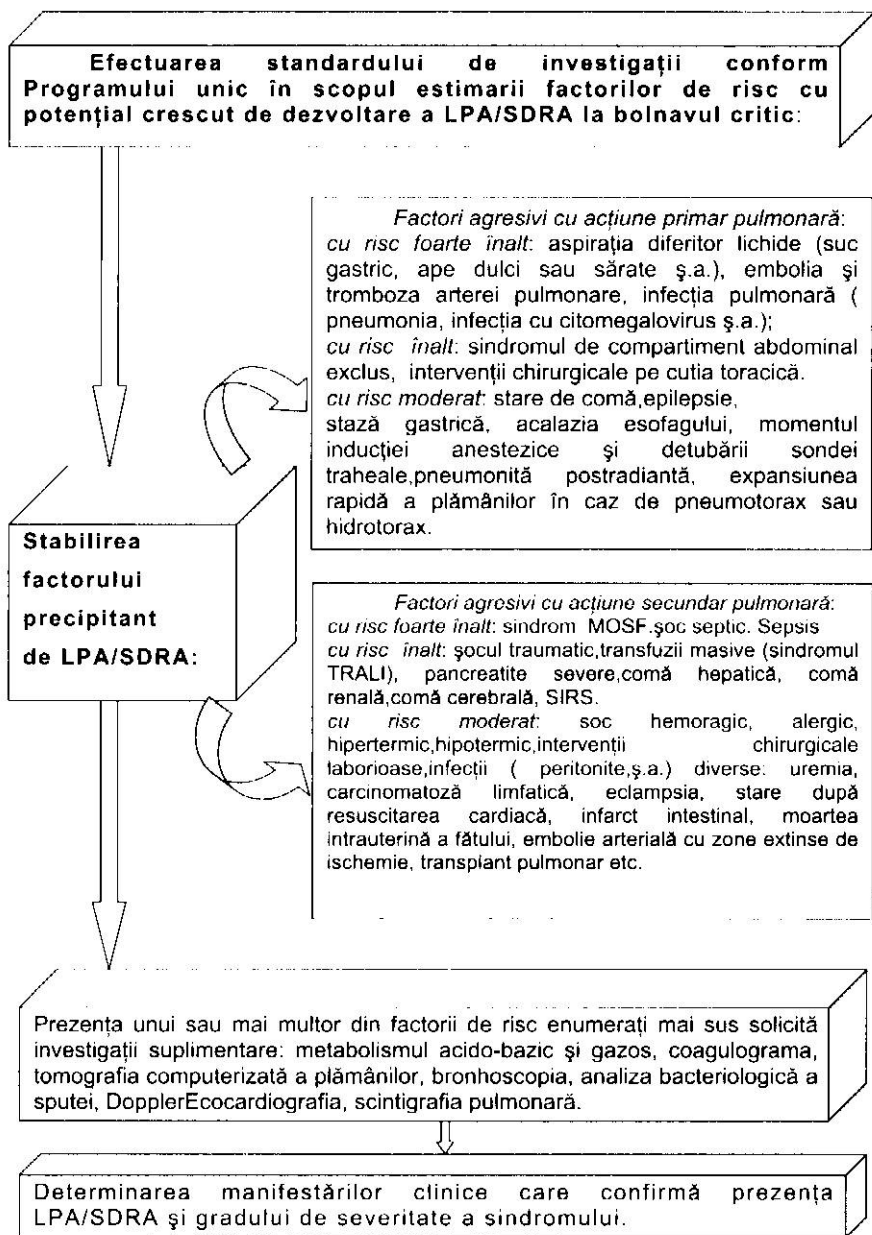 Efectuarea standardului de investigații conform
Programului unic în scopul estimarii factorilor de risc cu
potențial crescut de dezvoltare a LPA/SDRA la bolnavul critic:
Factori agresivi cu acțiune primar pulmonară:
cu risc foarte înalt: aspirația diferitor lichide (suc
gastric, ape dulci sau sărate ș.a.), embolia și
tromboza arterei pulmonare, infecția pulmonară (
pneumonia, infecția cu citomegalovirus ș.a.);
cu risc înalt: sindromul de compartiment abdominal
exclus, intervenții chirurgicale pe cutia toracică.
cu risc moderat: stare de comă,epilepsie,
stază gastrică, acalazia esofagului, momentul
inducției anestezice și detubării sondei
traheale,pneumonită postradiantă, expansiunea
rapidă a plămânilor în caz de pneumotorax sau
hidrotorax.
Stabilirea
factorului
precipitant
de LPA/SDRA:
Factori agresivi cu acțiune secundar pulmonară:
cu risc foarte înalt: sindrom MOSF.șoc septic. Sepsis
cu risc înalt: șocul traumatic,transfuzii masive (sindromul
TRALI), pancreatite severe,comă hepatică, comă
renală,comă cerebrală, SIRS.
cu risc moderat: soc hemoragic, alergic,
hipertermic,hipotermic,intervenții chirurgicale
laborioase,infecții ( peritonite,ș.a.) diverse: uremia,
carcinomatoză limfatică, eclampsia, stare după
resuscitarea cardiacă, infarct intestinal, moartea
intrauterină a fătului, embolie arterială cu zone extinse de
ischemie, transplant pulmonar etc.
Prezența unui sau mai multor din factorii de risc enumerați mai sus solicită
investigații suplimentare: metabolismul acido-bazic și gazos, coagulograma,
tomografia computerizată a plămânilor, bronhoscopia, analiza bacteriologică a
sputei, DopplerEcocardiografia, scintigrafia pulmonară.
Determinarea manifestărilor clinice care confirmă prezența
LPA/SDRA și gradului de severitate a sindromului.